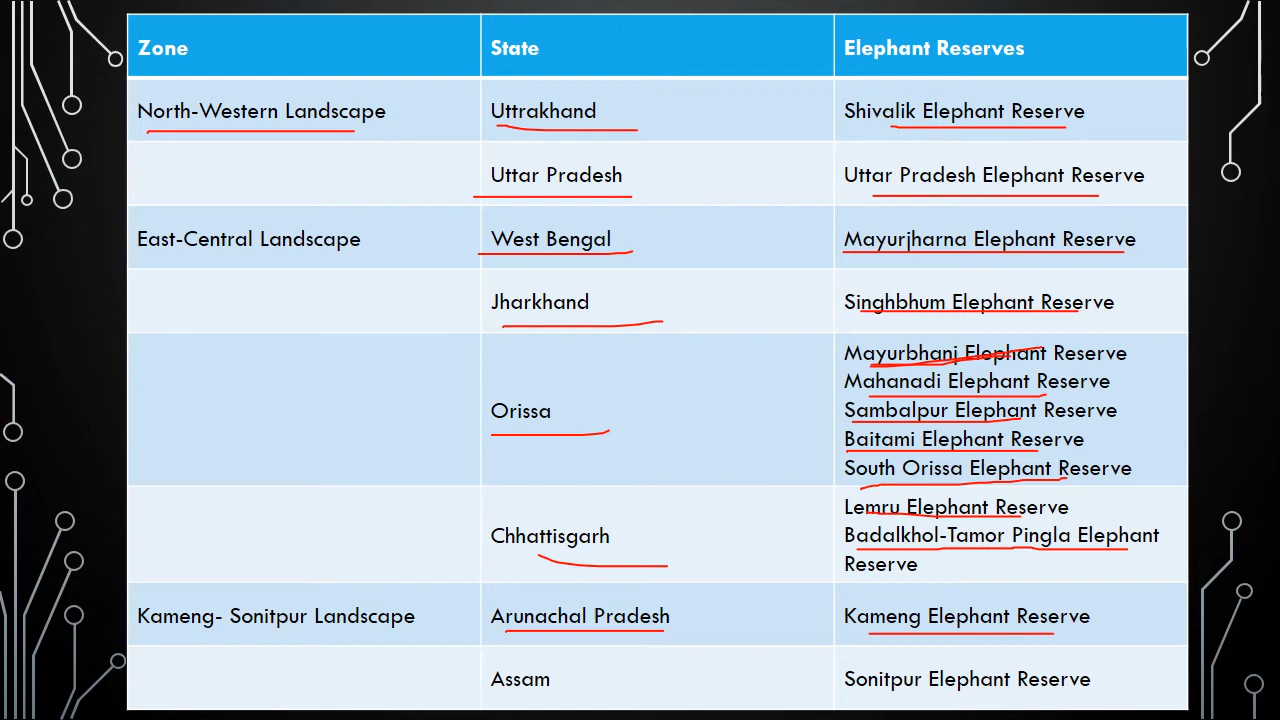 Zone State Elephant Reserves
North-Western Landscape Uttrakhand Shivalik Elephant Reserve
Uttar Pradesh Uttar Pradesh Elephant Reserve
East-Central Landscape West Bengal Mayurjharna Elephant Reserve
Jharkhand Singhbhum Elephant Reserve
Orissa
Mayurbhanj Elephant Reserve
Mahanadi Elephant Reserve
Sambalpur Elephant Reserve
Baitami Elephant Reserve
South Orissa Elephant Reserve
Chhattisgarh
Lemru Elephant Reserve
Badalkhol-Tamor Pingla Elephant
Reserve
Kameng- Sonitpur Landscape Arunachal Pradesh Kameng Elephant Reserve
Assam Sonitpur Elephant Reserve